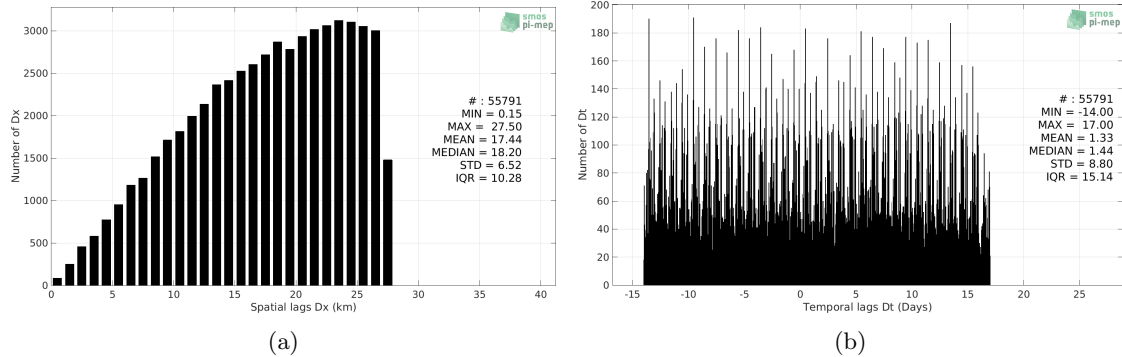 smos
pi-mep
3000
2500
2000
1500
1000
500
0
Number of Dx
# : 55791
MIN = 0.15
MAX = 27.50
MEAN = 17.44
MEDIAN = 18.20
STD = 6.52
IQR = 10.28
0 5 10 15 20 25 30 35 40
Spatial lags Dx (km)
(a)
smos
pi-mep
200
180
160
140
120
100
80
60
40
20
0
Number of Dt
# : 55791
MIN = -14.00
MAX = 17.00
MEAN = 1.33
MEDIAN = 1.44
STD = 8.80
IQR = 15.14
-15 -10 -5 0 5 10 15 20 25
Temporal lags Dt (Days)
(b)